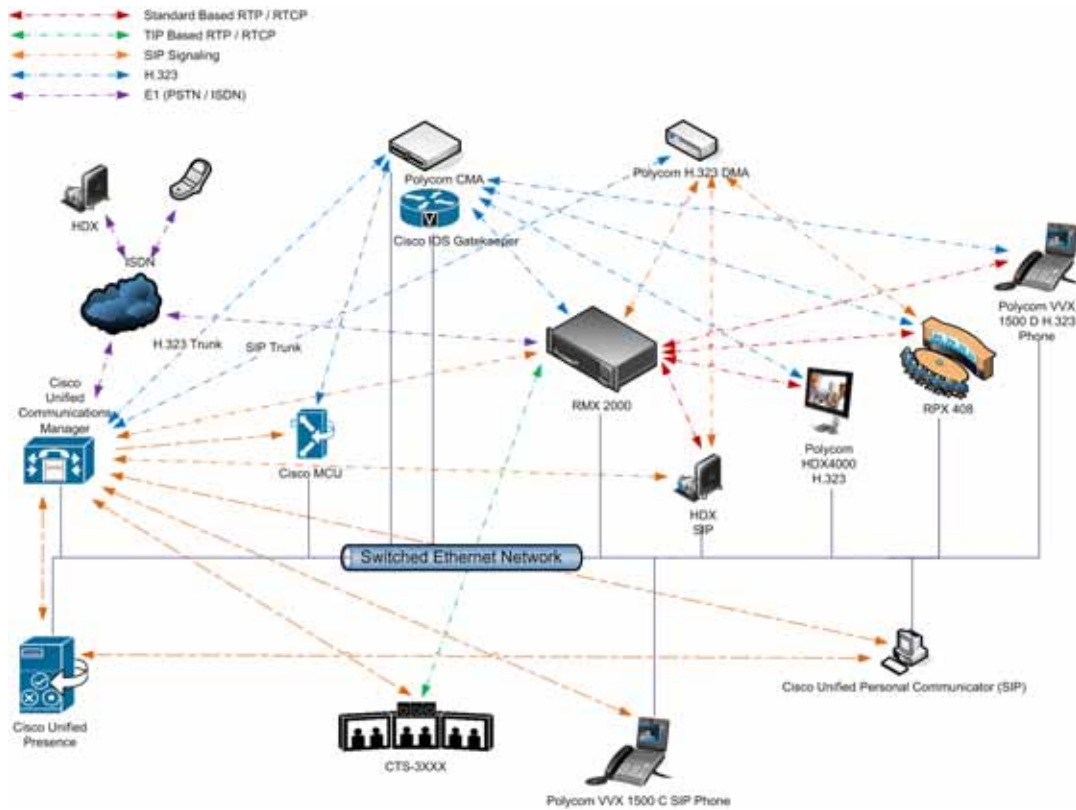 Standard Based RTP / RTCP
TIP Based RTP / RTCP
SIP Signaling
H.323
E1 (PSTN / ISDN)
Polycom CMA
Polycom H.323 DMA
HDX
Cisco IOS Gatekeeper
ISDN
Polycom VVX
1500 D H.323
Phone
H.323 Trunk
SIP Trunk
Cisco
Unified
Communications
Manager
RMX 2000
RPX 408
Cisco MCU
Polycom
HDX4000
H.323
HDX
SIP
Switched Ethernet Network
Cisco Unified Personal Communicator (SIP)
Cisco Unified
Presence
CTS-3XXX
Polycom VVX 1500 C SIP Phone